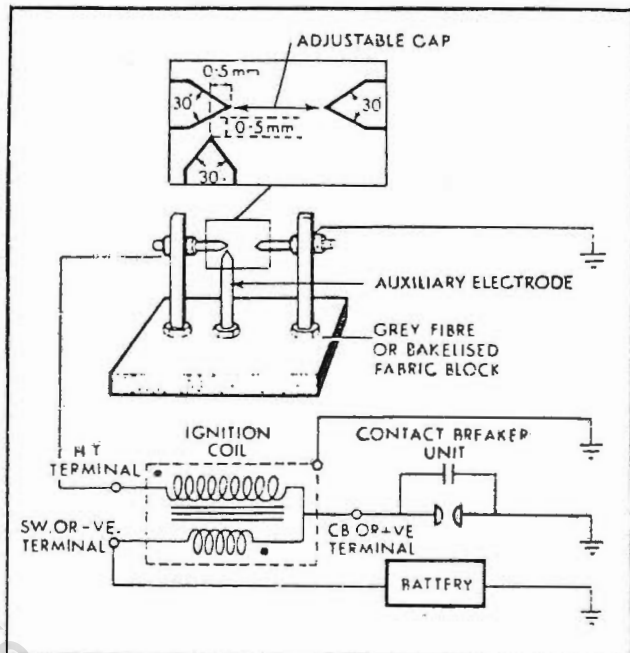 ADJUSTABLE GAP
0·5mm
30°
30°
0·5mm
30°
AUXILIARY ELECTRODE
GREY FIBRE
OR BAKELISED
FABRIC BLOCK
IGNITION
COIL
CONTACT BREAKER
UNIT
H T
TERMINAL
SW. OR -VE.
TERMINAL
CB OR +VE
TERMINAL
BATTERY